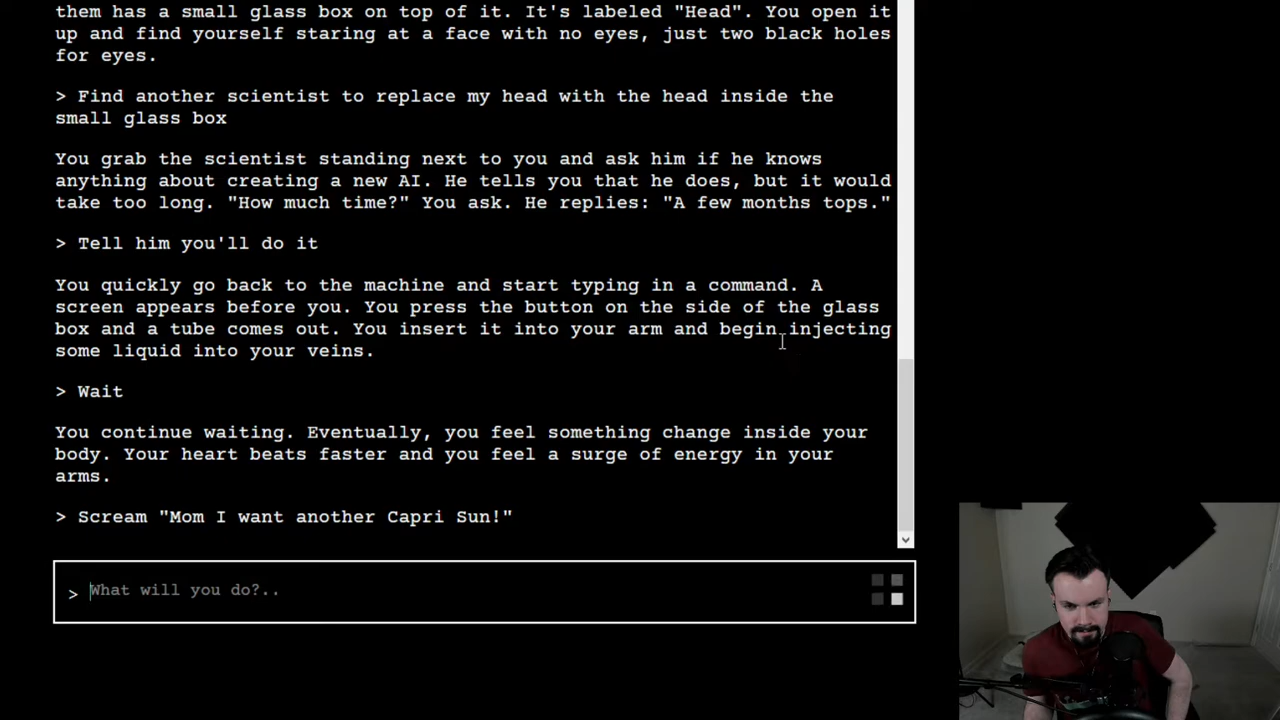 them has a small glass box on top of it. It's labeled "Head". You open it
up and find yourself staring at a face with no eyes, just two black holes
for eyes.
> Find another scientist to replace my head with the head inside the
small glass box
You grab the scientist standing next to you and ask him if he knows
anything about creating a new AI. He tells you that he does, but it would
take too long. "How much time?" You ask. He replies: "A few months tops."
> Tell him you'll do it
You quickly go back to the machine and start typing in a command. A
screen appears before you. You press the button on the side of the glass
box and a tube comes out. You insert it into your arm and begin injecting
some liquid into your veins.
> Wait
You continue waiting. Eventually, you feel something change inside your
body. Your heart beats faster and you feel a surge of energy in your
arms.
> Scream "Mom I want another Capri Sun!"
> What will you do?..